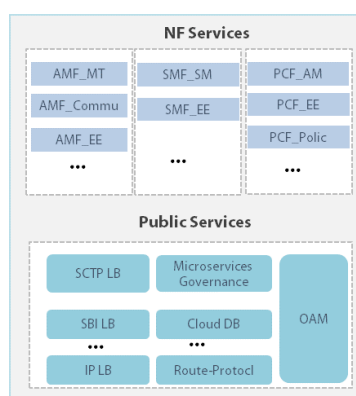 NF Services
AMF_MT
SMF_SM
PCF_AM
AMF_Commu
SMF_EE
PCF_EE
AMF_EE
PCF_Polic
...
...
...
Public Services
SCTP LB
Microservices
Governance
OAM
SBI LB
Cloud DB
...
...
IP LB
Route-Protocl